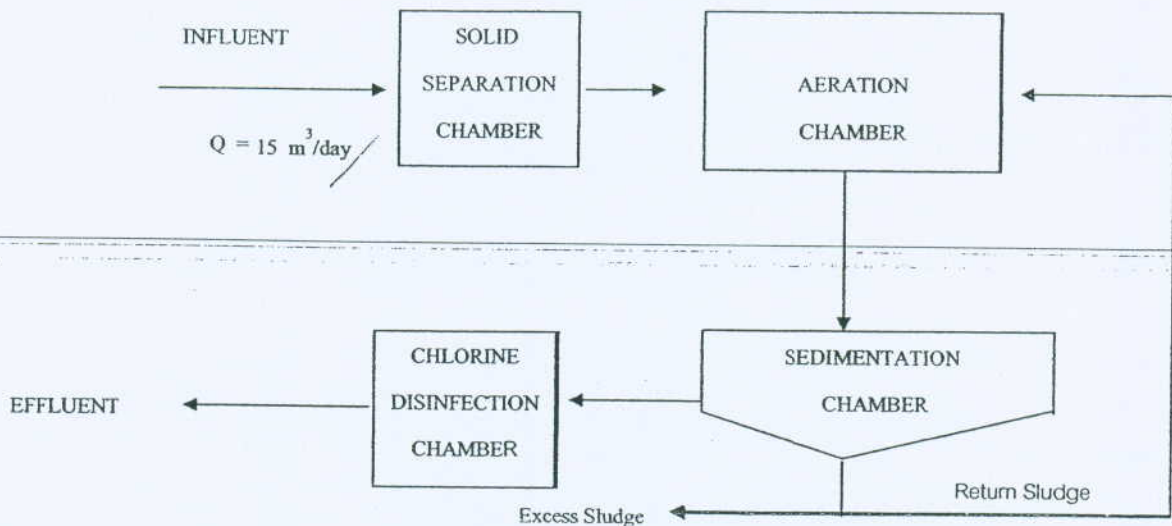 INFLUENT
Q = 15 m³/day
SOLID
SEPARATION
CHAMBER
AERATION
CHAMBER
SEDIMENTATION
CHAMBER
CHLORINE
DISINFECTION
CHAMBER
EFFLUENT
Return Sludge
Excess Sludge